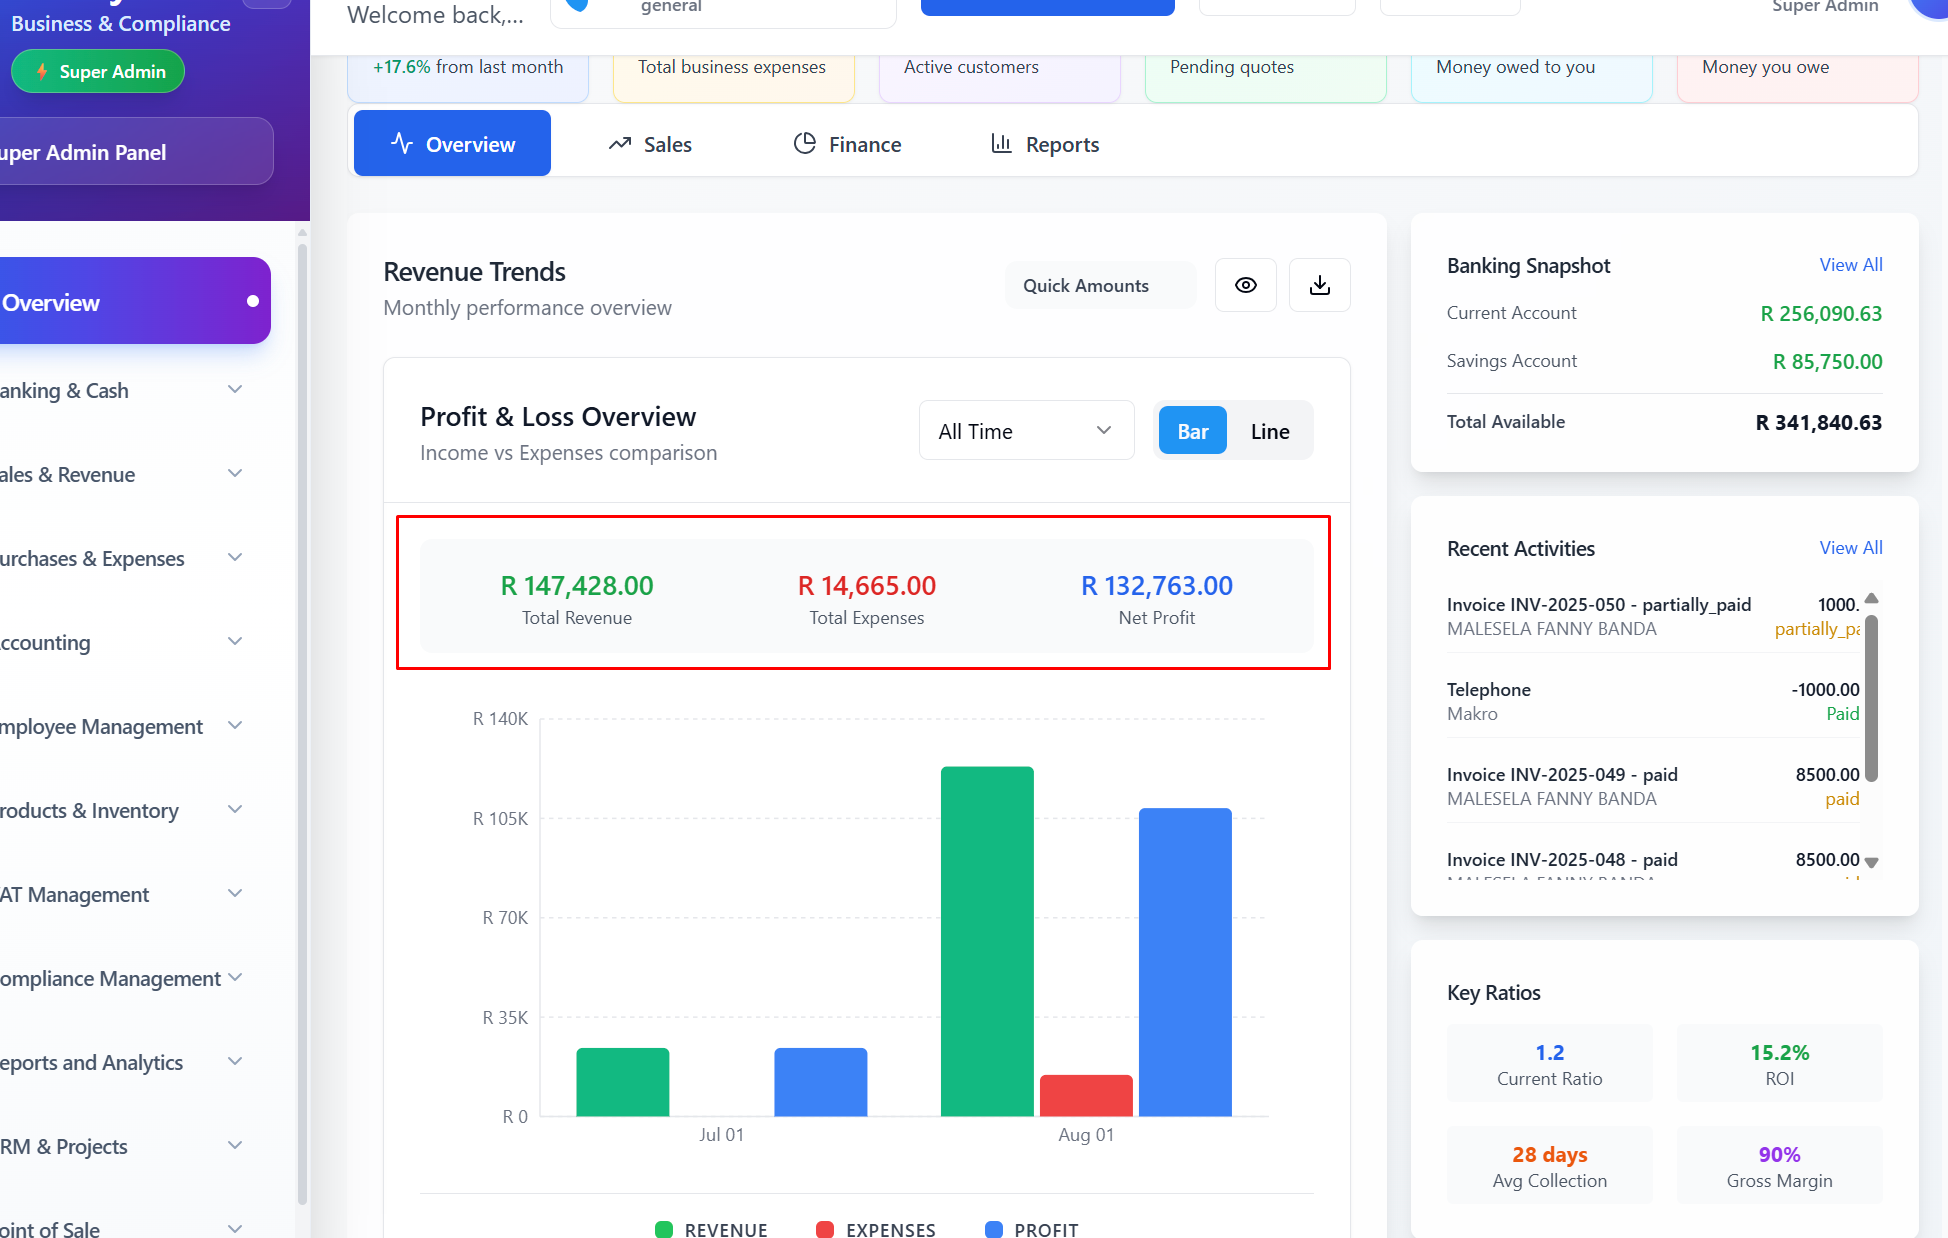 Business & Compliance
Super Admin
uper Admin Panel
Overview
anking & Cash
ales & Revenue
urchases & Expenses
ccounting
mployee Management
roducts & Inventory
AT Management
ompliance Management
eports and Analytics
RM & Projects
oint of Sale
Welcome back,...
general
Super Admin
+17.6% from last month
Total business expenses
Active customers
Pending quotes
Money owed to you
Money you owe
Overview
Sales
Finance
Reports
Revenue Trends
Monthly performance overview
Quick Amounts
Profit & Loss Overview
Income vs Expenses comparison
All Time
Bar
Line
R 147,428.00
Total Revenue
R 14,665.00
Total Expenses
R 132,763.00
Net Profit
R 140K
R 105K
R 70K
R 35K
R 0
Jul 01
Aug 01
REVENUE
EXPENSES
PROFIT
Banking Snapshot
View All
Current Account
R 256,090.63
Savings Account
R 85,750.00
Total Available
R 341,840.63
Recent Activities
View All
Invoice INV-2025-050 - partially_paid
1000.
MALESELA FANNY BANDA
partially_pa
Telephone
-1000.00
Makro
Paid
Invoice INV-2025-049 - paid
8500.00
MALESELA FANNY BANDA
paid
Invoice INV-2025-048 - paid
8500.00
Key Ratios
1.2
Current Ratio
15.2%
ROI
28 days
Avg Collection
90%
Gross Margin